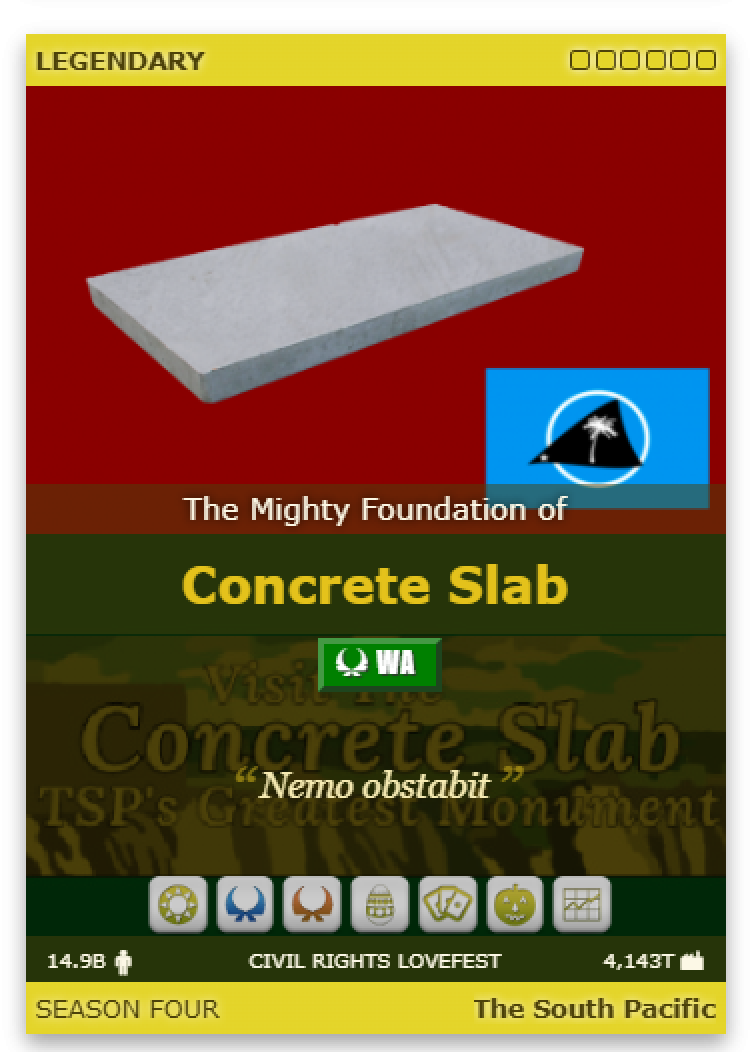 LEGENDARY
The Mighty Foundation of
Concrete Slab
WA
Visit The
Concrete Slab
TSP's Greatest Monument
“Nemo obstabit”
14.9B CIVIL RIGHTS LOVEFEST 4,143T
SEASON FOUR The South Pacific